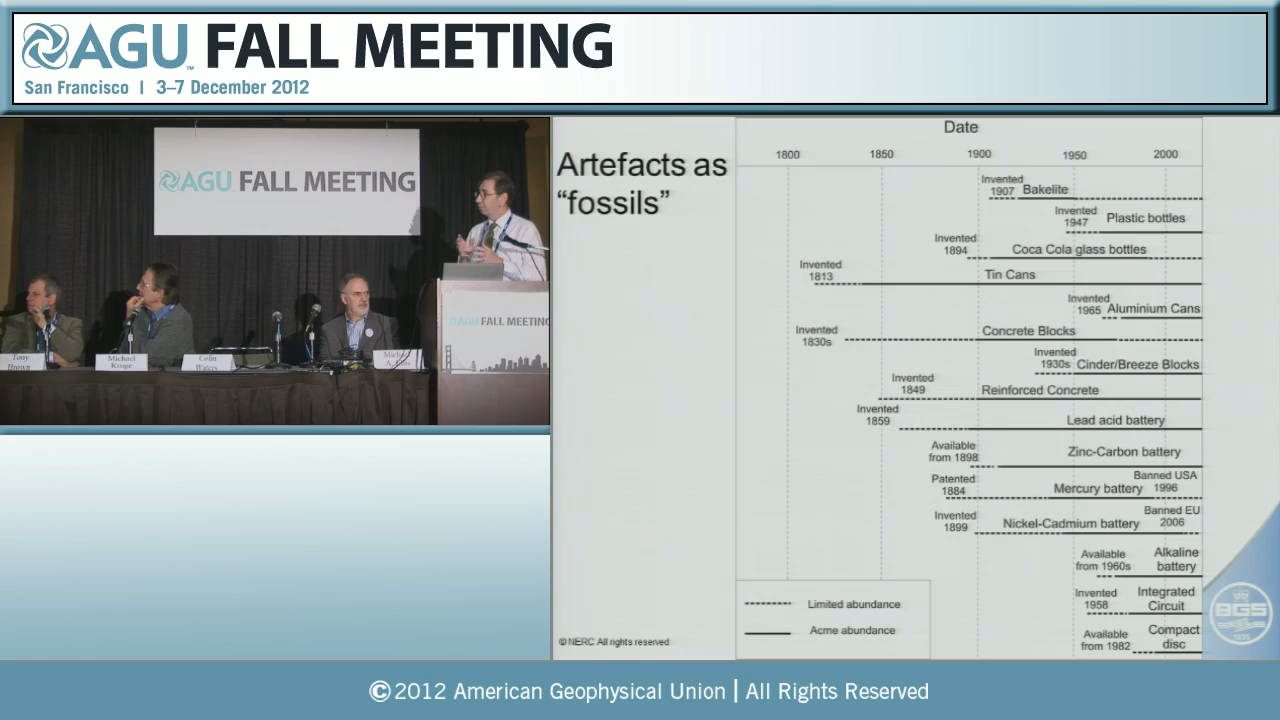 AGU™ FALL MEETING
San Francisco | 3–7 December 2012
AGU FALL MEETING
AGU FALL MEETING
Tony
Brown
Michael
Kruge
Colin
Waters
Artefacts as
“fossils”
Date
1800 1850 1900 1950 2000
Invented
1907 Bakelite
Invented
1947 Plastic bottles
Invented
1894 Coca Cola glass bottles
Invented
1813 Tin Cans
Invented
1965 Aluminium Cans
Invented
1830s Concrete Blocks
Invented
1930s Cinder/Breeze Blocks
Invented
1849 Reinforced Concrete
Invented
1859 Lead acid battery
Available
from 1898 Zinc-Carbon battery
Patented
1884 Mercury battery
Banned USA
1996
Invented
1899 Nickel-Cadmium battery
Banned EU
2006
Available
from 1960s
Alkaline
battery
Invented
1958
Integrated
Circuit
Available
from 1982
Compact
disc
Limited abundance
Acme abundance
© NERC All rights reserved
BGS
1835
© 2012 American Geophysical Union | All Rights Reserved